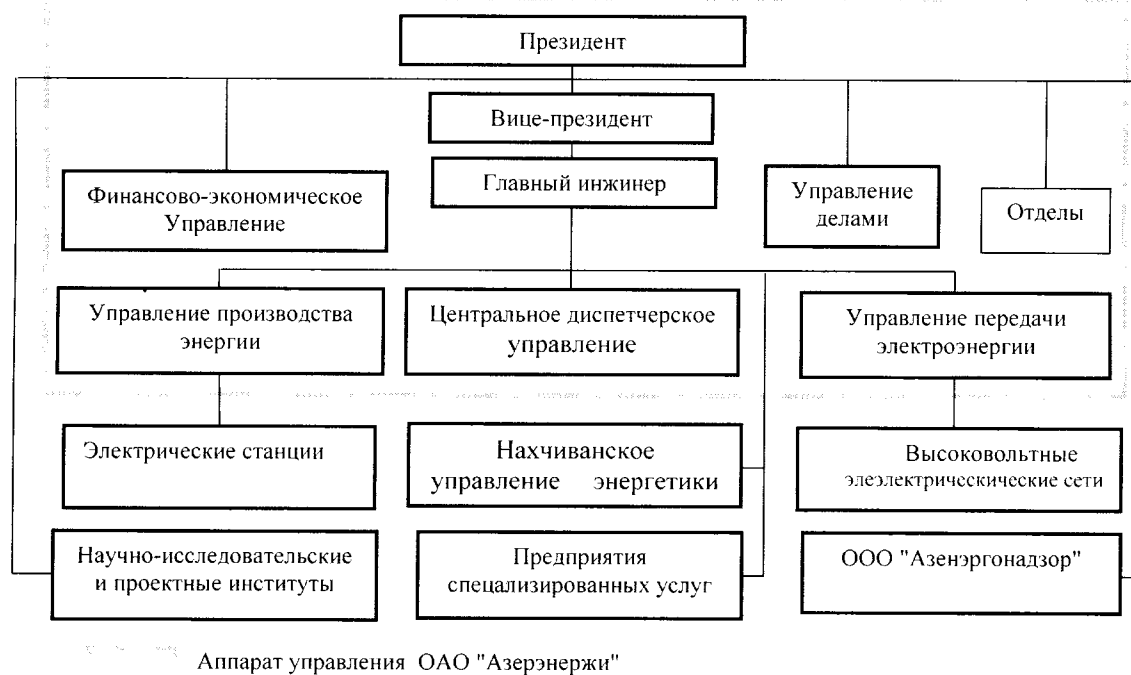 Президент
Вице-президент
Главный инжинер
Финансово-экономическое
Управление
Управление
делами
Отделы
Управление производства
энергии
Центральное диспетчерское
управление
Управление передачи
электроэнергии
Электрические станции
Нахчиванское
управление энергетики
Высоковольтные
элеэлектрическические сети
Научно-исследовательские
и проектные институты
Предприятия
спецализированных услуг
ООО "Азенэргонадзор"
Аппарат управления ОАО "Азерэнержи"